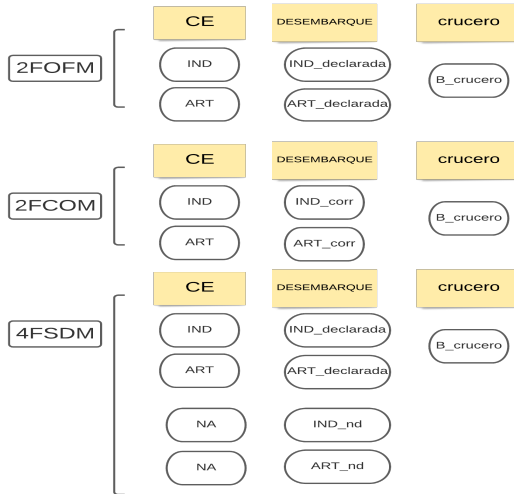 CE DESEMBARQUE crucero
2FOFM IND IND_declarada B_crucero
ART ART_declarada
CE DESEMBARQUE crucero
2FCOM IND IND_corr B_crucero
ART ART_corr
CE DESEMBARQUE crucero
4FSDM IND IND_declarada B_crucero
ART ART_declarada
NA IND_nd
NA ART_nd